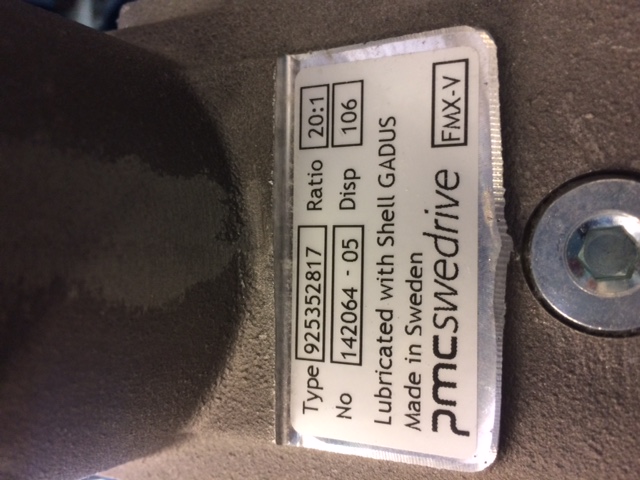 Type 925352817 Ratio 20:1
No 142064 - 05 Disp 106
Lubricated with Shell GADUS
Made in Sweden
pmcswedrive FMX-V